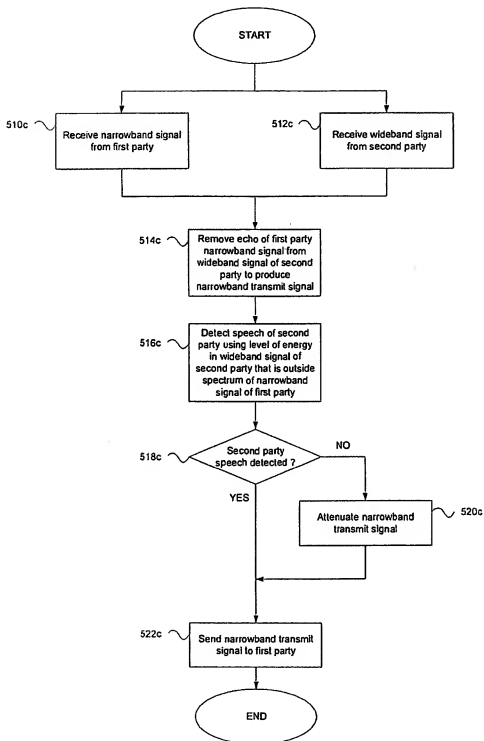 START
510c
Receive narrowband signal
from first party
512c
Receive wideband signal
from second party
514c
Remove echo of first party
narrowband signal from
wideband signal of second
party to produce
narrowband transmit signal
516c
Detect speech of second
party using level of energy
in wideband signal of
second party that is outside
spectrum of narrowband
signal of first party
518c
Second party
speech detected ?
NO
YES
Attenuate narrowband
transmit signal
520c
522c
Send narrowband transmit
signal to first party
END